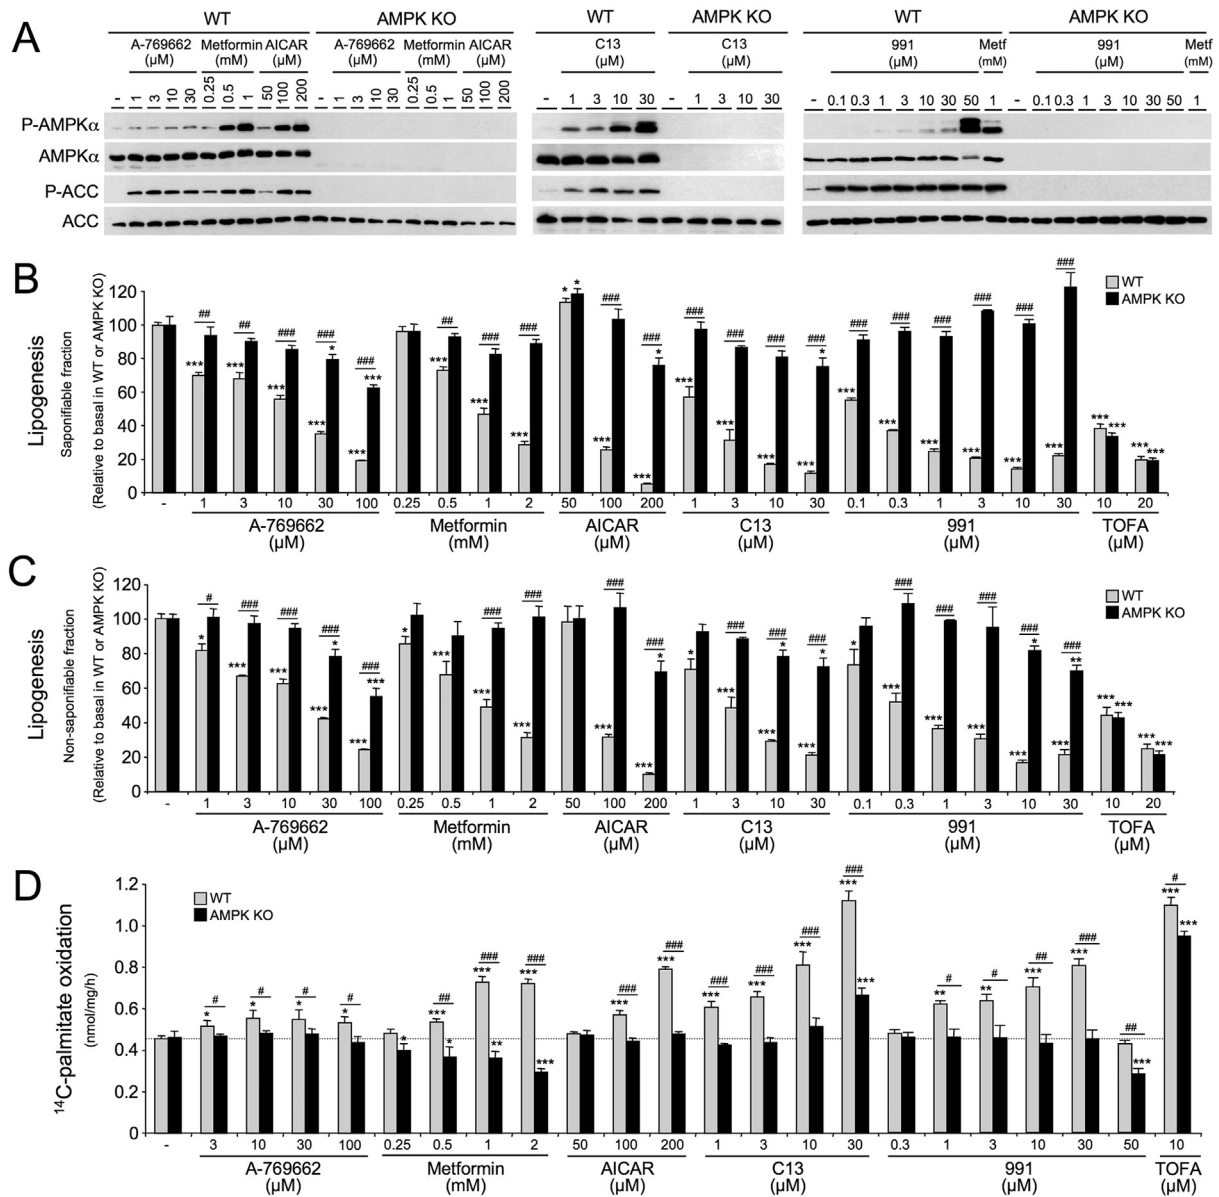 A
WT AMPK KO WT AMPK KO WT AMPK KO
A-769662 Metformin AICAR A-769662 Metformin AICAR C13 C13 991 Metf 991 Metf
(µM) (mM) (µM) (µM) (mM) (µM) (µM) (µM) (µM) (mM) (µM) (mM)
- 1 3 10 30 0.25 0.5 1 50 100 200 - 1 3 10 30 0.25 0.5 1 50 100 200 - 1 3 10 30 - 1 3 10 30 - 0.1 0.3 1 3 10 30 50 1 - 0.1 0.3 1 3 10 30 50 1
P-AMPKα
AMPKα
P-ACC
ACC
B
Lipogenesis
Saponifiable fraction
(Relative to basal in WT or AMPK KO)
120
100
80
60
40
20
0
WT
AMPK KO
## ## ### ### ### ## ### ### ### ### ### ### ### ### ### ### ### ### ### ###
*** *** *** *** *** * *** *** *** *** * * *** *** * *** *** *** *** * *** *** *** *** *** *** *** *** *** ***
- 1 3 10 30 100 0.25 0.5 1 2 50 100 200 1 3 10 30 0.1 0.3 1 3 10 30 10 20
A-769662 Metformin AICAR C13 991 TOFA
(µM) (mM) (µM) (µM) (µM) (µM)
C
Lipogenesis
Non-saponifiable fraction
(Relative to basal in WT or AMPK KO)
120
100
80
60
40
20
0
WT
AMPK KO
# ### ### ### ### ### ### ### ### ### ### ### ### ### ### ### ###
* *** *** *** * *** *** * *** *** *** *** *** * * *** *** * *** * * *** *** *** *** * *** ** *** *** *** ***
- 1 3 10 30 100 0.25 0.5 1 2 50 100 200 1 3 10 30 0.1 0.3 1 3 10 30 10 20
A-769662 Metformin AICAR C13 991 TOFA
(µM) (mM) (µM) (µM) (µM) (µM)
D
14C-palmitate oxidation
(nmol/mg/h)
1.2
1.0
0.8
0.6
0.4
0.2
0
WT
AMPK KO
# # # # ## ### ### ### ### ### ### ### ### # # ## ### ## #
* * * * * *** * *** ** *** *** *** *** *** *** *** *** *** ** ** *** *** *** *** ***
- 3 10 30 100 0.25 0.5 1 2 50 100 200 1 3 10 30 0.3 1 3 10 30 50 10
A-769662 Metformin AICAR C13 991 TOFA
(µM) (mM) (µM) (µM) (µM) (µM)